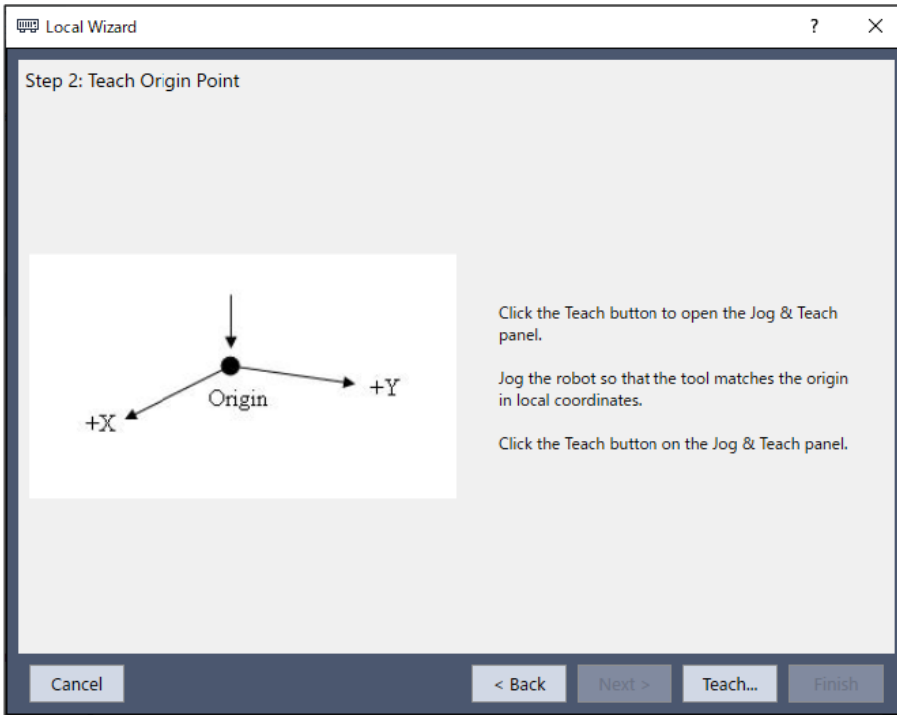 Local Wizard
?
Step 2: Teach Origin Point
Origin
+X
+Y
Click the Teach button to open the Jog & Teach
panel.
Jog the robot so that the tool matches the origin
in local coordinates.
Click the Teach button on the Jog & Teach panel.
Cancel
< Back
Next >
Teach...
Finish